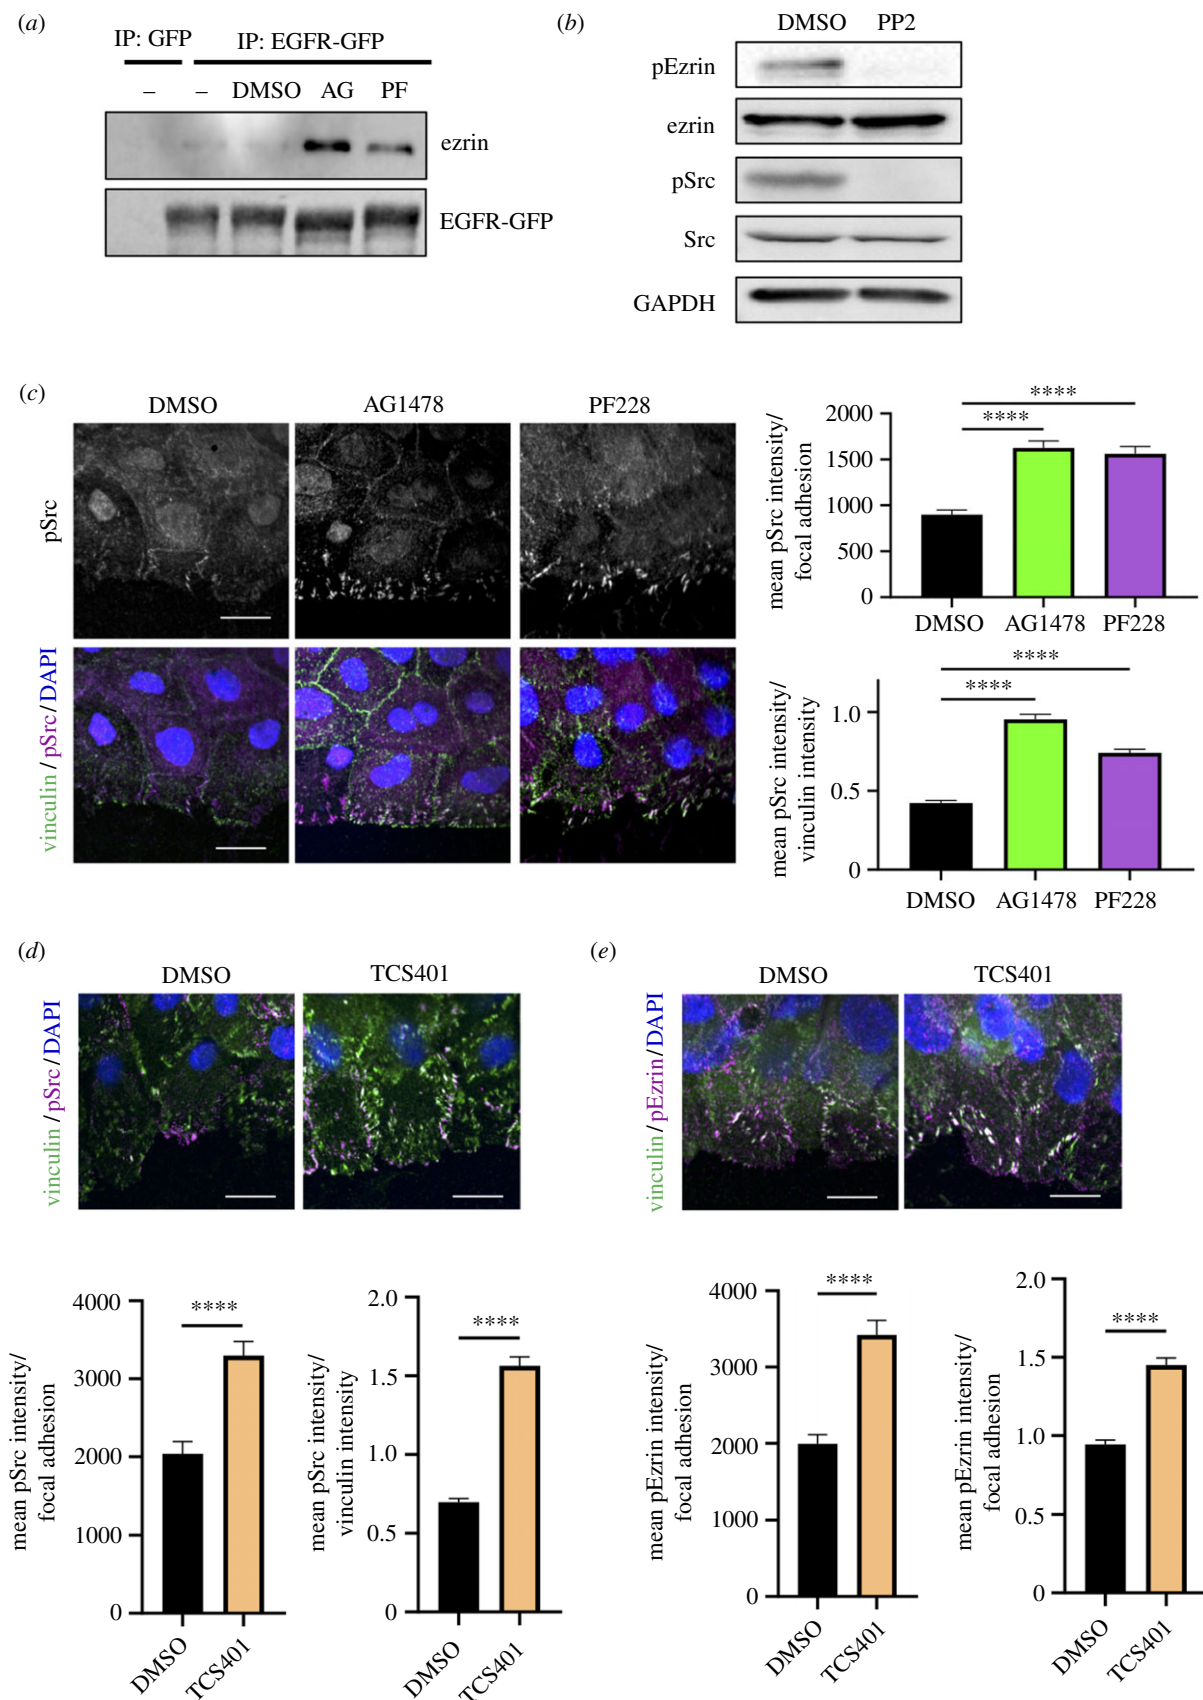 (a)
IP: GFP IP: EGFR-GFP
– – DMSO AG PF
ezrin
EGFR-GFP
(b)
DMSO PP2
pEzrin
ezrin
pSrc
Src
GAPDH
(c)
DMSO AG1478 PF228
pSrc
vinculin/pSrc/DAPI
mean pSrc intensity/
focal adhesion
2000
1500
1000
500
0
****
****
DMSO AG1478 PF228
mean pSrc intensity/
vinculin intensity
1.0
0.5
0
****
****
DMSO AG1478 PF228
(d)
DMSO TCS401
vinculin/pSrc/DAPI
mean pSrc intensity/
focal adhesion
4000
3000
2000
1000
0
****
DMSO TCS401
mean pSrc intensity/
vinculin intensity
2.0
1.5
1.0
0.5
0
****
DMSO TCS401
(e)
DMSO TCS401
vinculin/pEzrin/DAPI
mean pEzrin intensity/
focal adhesion
4000
3000
2000
1000
0
****
DMSO TCS401
mean pEzrin intensity/
focal adhesion
2.0
1.5
1.0
0.5
0
****
DMSO TCS401